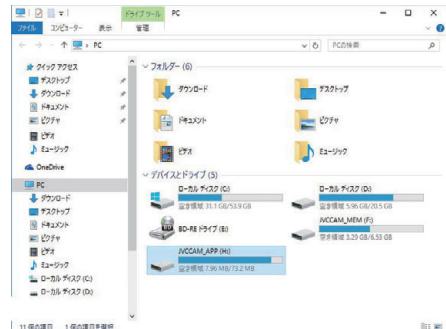 ドライブ ツール
PC
ファイル
コンピューター
表示
管理
PC
PCの検索
クイック アクセス
デスクトップ
ダウンロード
ドキュメント
ピクチャ
ビデオ
ミュージック
OneDrive
PC
ダウンロード
デスクトップ
ドキュメント
ピクチャ
ビデオ
ミュージック
ローカル ディスク (C:)
ローカル ディスク (D:)
フォルダー (6)
ダウンロード
デスクトップ
ドキュメント
ピクチャ
ビデオ
ミュージック
デバイスとドライブ (5)
ローカル ディスク (C:)
空き領域 31.1 GB/53.9 GB
ローカル ディスク (D:)
空き領域 5.96 GB/20.5 GB
BD-RE ドライブ (E:)
JVCCAM_MEM (F:)
空き領域 3.29 GB/6.53 GB
JVCCAM_APP (H:)
空き領域 7.96 MB/73.2 MB
11 個の項目
1 個の項目を選択